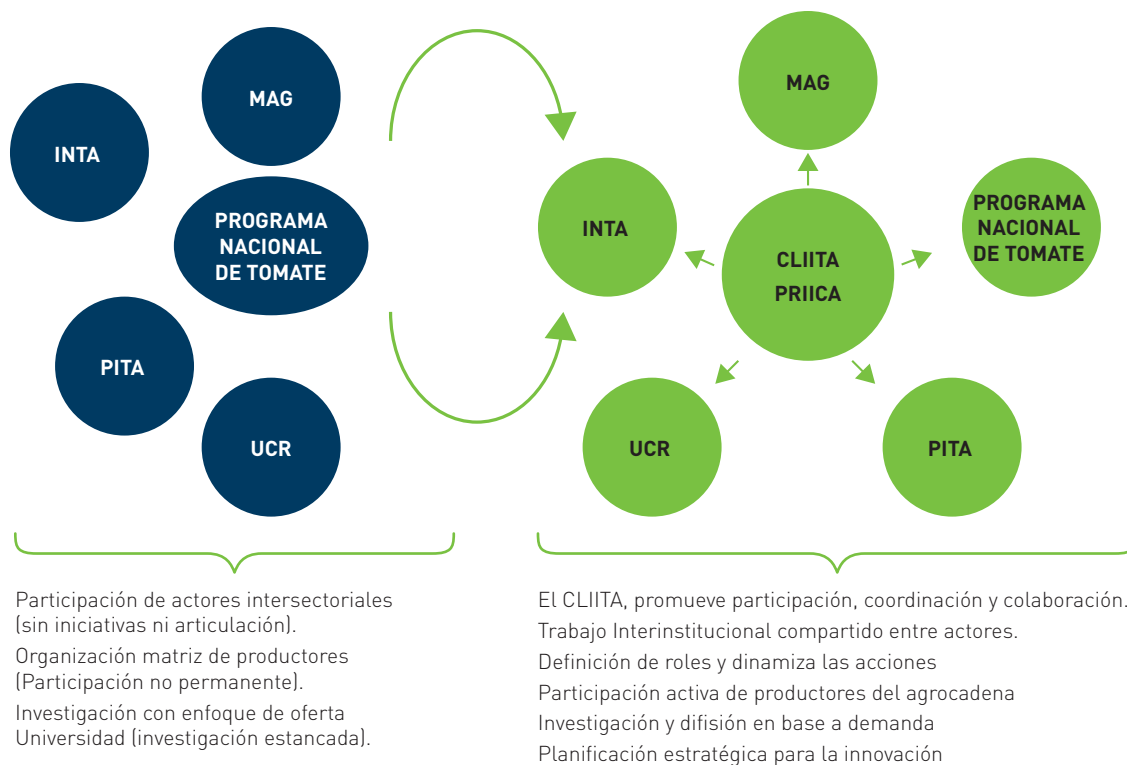 MAG
INTA
PROGRAMA
NACIONAL
DE TOMATE
PITA
UCR
MAG
INTA
CLIITA
PRIICA
PROGRAMA
NACIONAL
DE TOMATE
UCR
PITA
Participación de actores intersectoriales
(sin iniciativas ni articulación).
Organización matriz de productores
(Participación no permanente).
Investigación con enfoque de oferta
Universidad (investigación estancada).
El CLIITA, promueve participación, coordinación y colaboración.
Trabajo Interinstitucional compartido entre actores.
Definición de roles y dinamiza las acciones
Participación activa de productores del agrocadena
Investigación y difisión en base a demanda
Planificación estratégica para la innovación